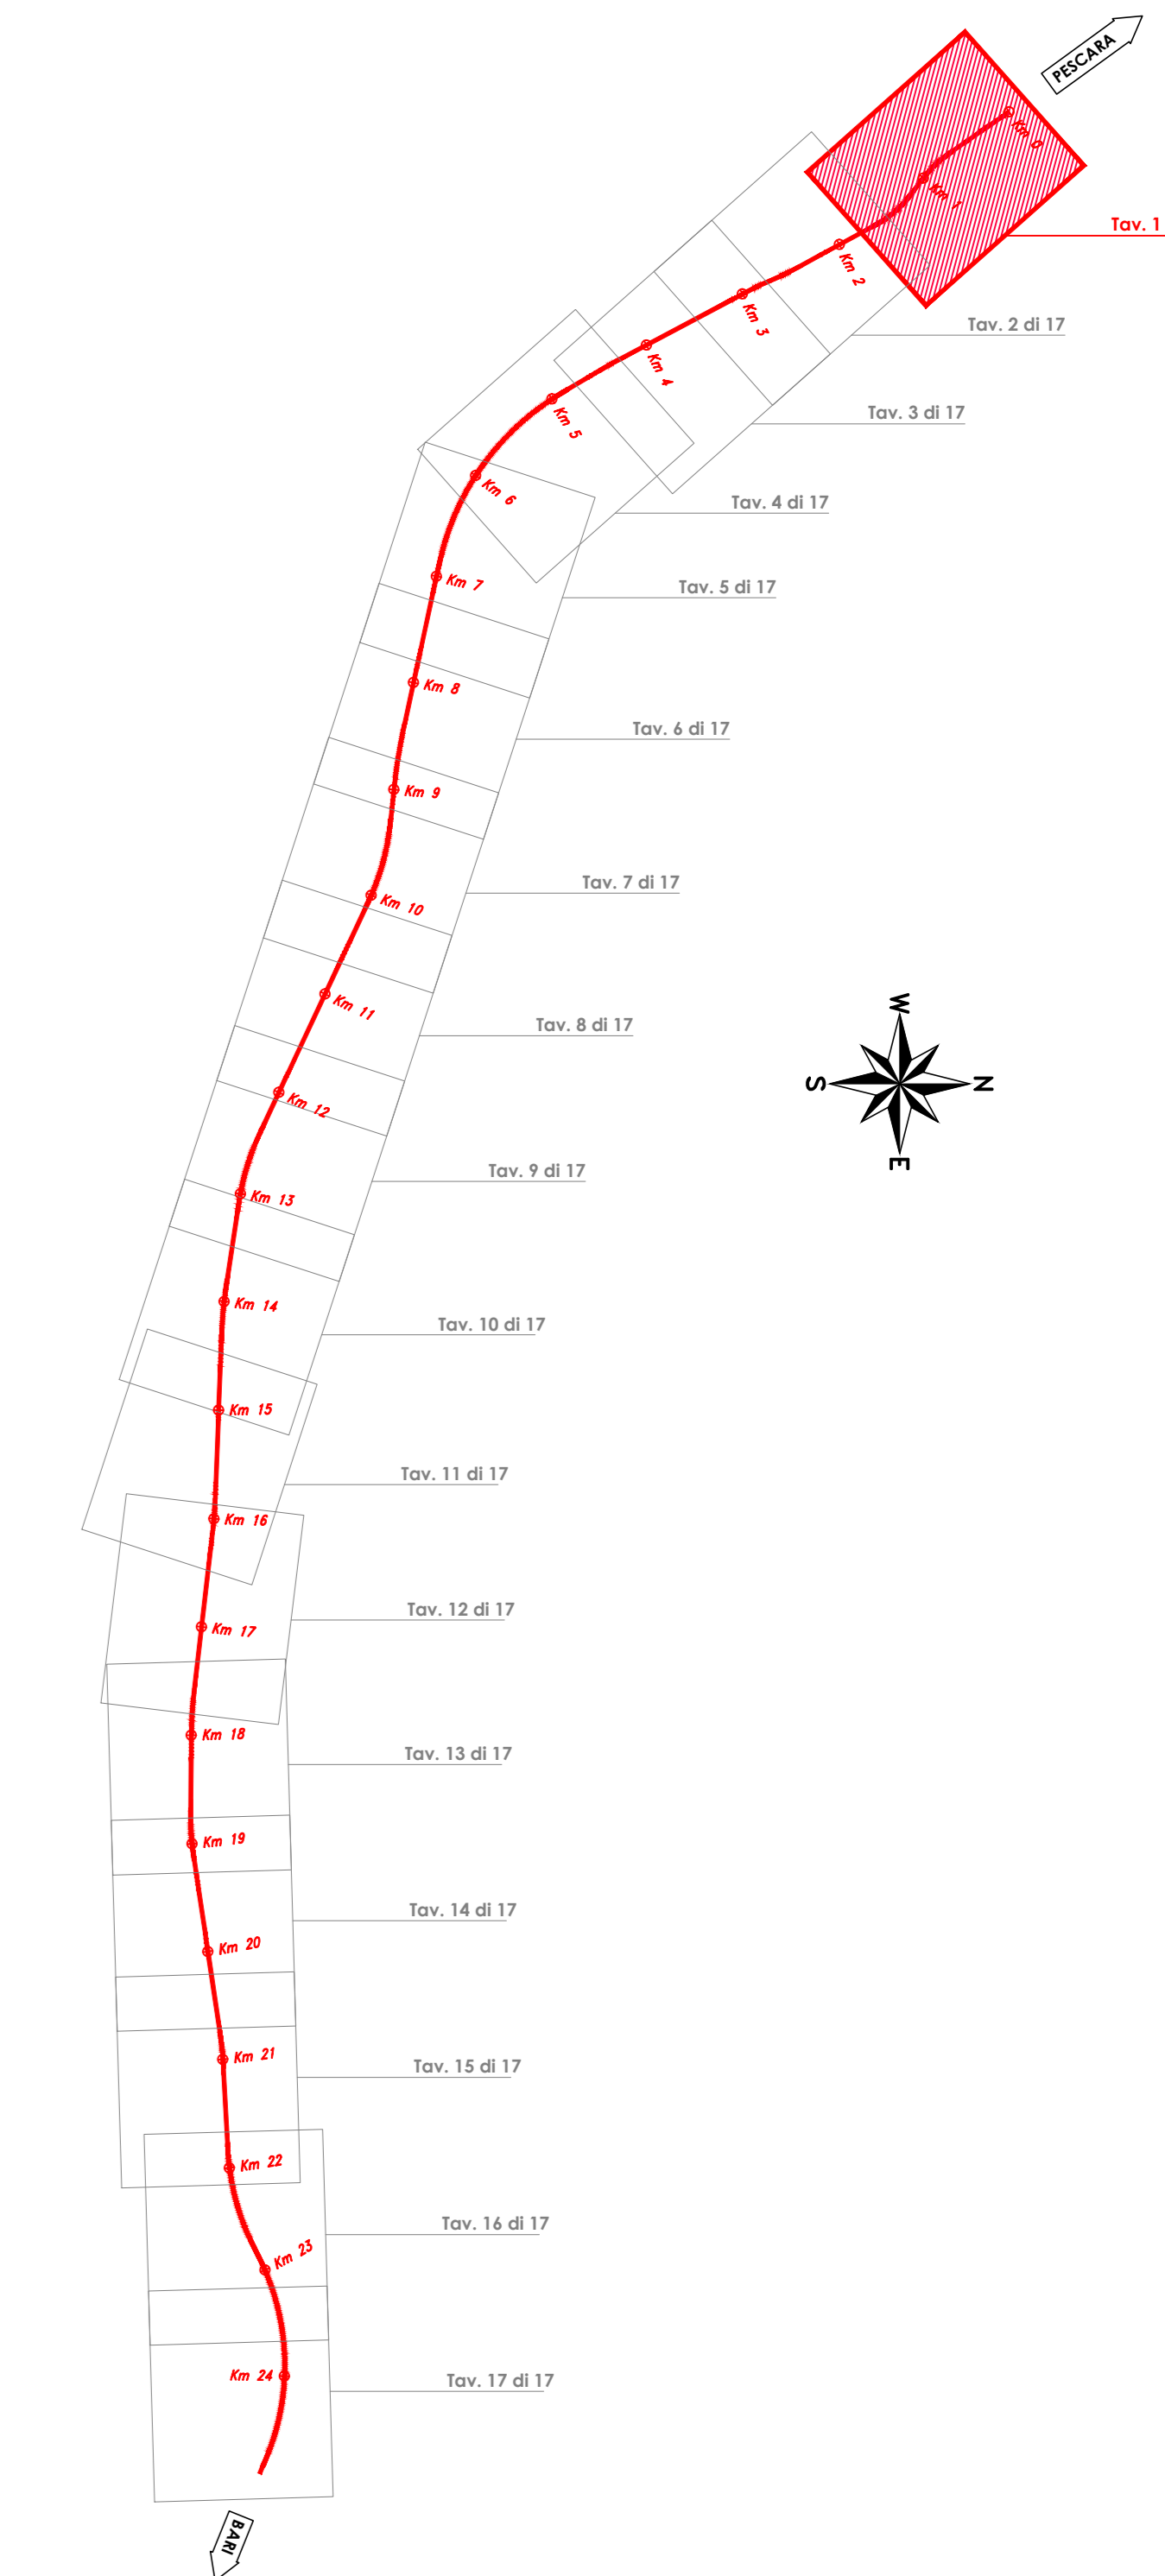 PESCARA
Km 0
Km 1
Tav. 1
Km 2
Km 3
Tav. 2 di 17
Km 4
Km 5
Tav. 3 di 17
Km 6
Tav. 4 di 17
Km 7
Tav. 5 di 17
Km 8
Tav. 6 di 17
Km 9
Tav. 7 di 17
Km 10
Km 11
W
Tav. 8 di 17
S
N
Km 12
E
Tav. 9 di 17
Km 13
Km 14
Tav. 10 di 17
Km 15
Tav. 11 di 17
Km 16
Tav. 12 di 17
Km 17
Km 18
Tav. 13 di 17
Km 19
Tav. 14 di 17
Km 20
Km 21
Tav. 15 di 17
Km 22
Tav. 16 di 17
Km 23
Km 24
Tav. 17 di 17
BARI